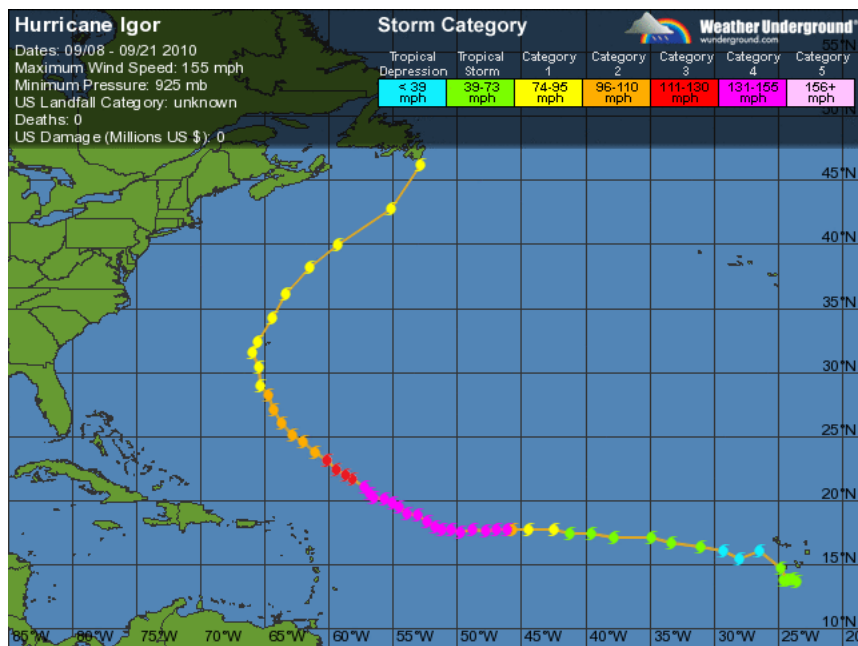 Hurricane Igor
Dates: 09/08 - 09/21 2010
Maximum Wind Speed: 155 mph
Minimum Pressure: 925 mb
US Landfall Category: unknown
Deaths: 0
US Damage (Millions US $): 0
Storm Category
Weather Underground®
wunderground.com
Tropical Depression
Tropical Storm
Category 1
Category 2
Category 3
Category 4
Category 5
< 39 mph
39-73 mph
74-95 mph
96-110 mph
111-130 mph
131-155 mph
156+ mph
55°N
45°N
40°N
35°N
30°N
25°N
20°N
15°N
10°N
85°W 80°W 75°W 70°W 65°W 60°W 55°W 50°W 45°W 40°W 35°W 30°W 25°W